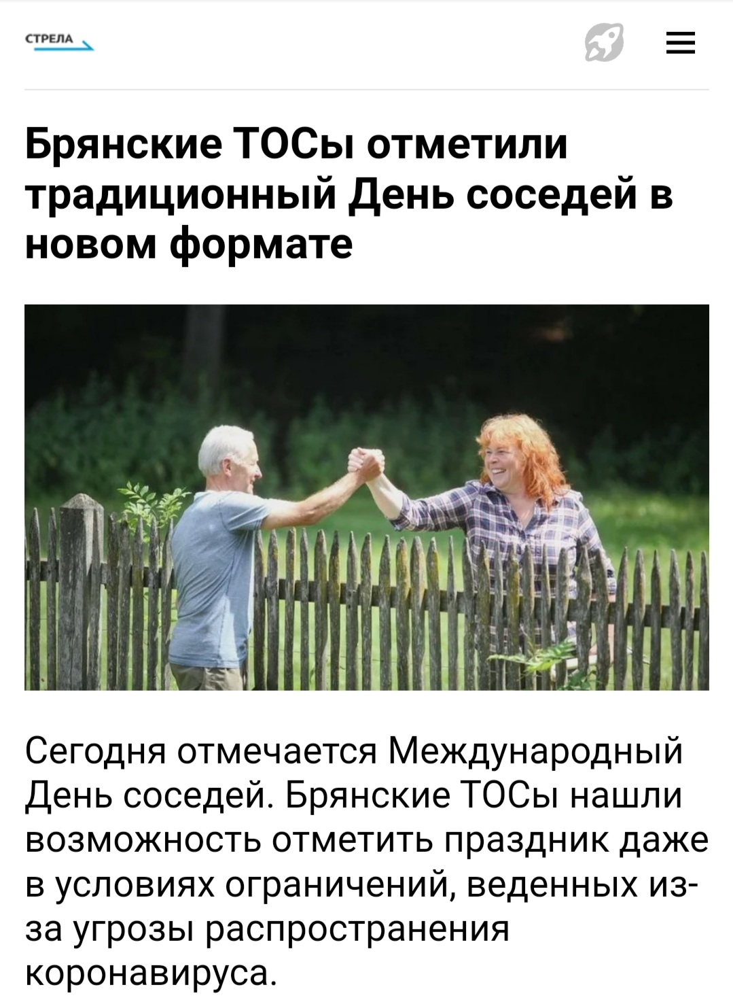 СТРЕЛА
Брянские ТОСы отметили
традиционный День соседей в
новом формате
Сегодня отмечается Международный
День соседей. Брянские ТОСы нашли
возможность отметить праздник даже
в условиях ограничений, веденных из-
за угрозы распространения
коронавируса.